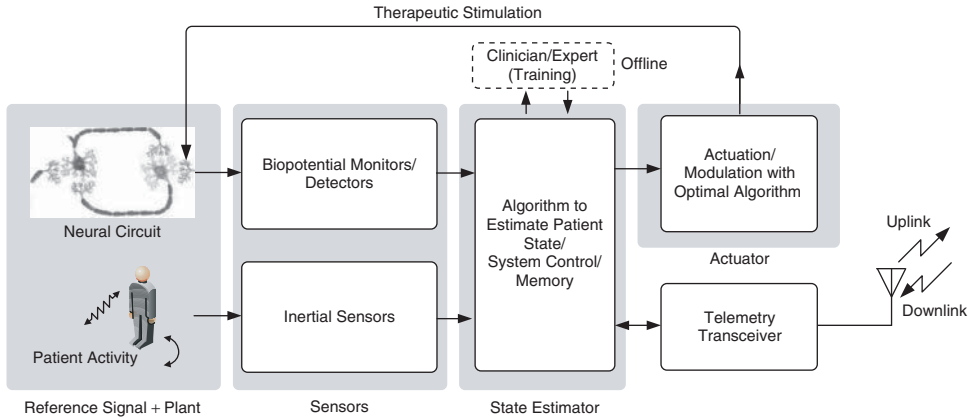 Therapeutic Stimulation
Clinician/Expert
(Training)
Offline
Biopotential Monitors/
Detectors
Algorithm to
Estimate Patient
State/
System Control/
Memory
Actuation/
Modulation with
Optimal Algorithm
Neural Circuit
Actuator
Uplink
Downlink
Inertial Sensors
Telemetry
Transceiver
Patient Activity
Reference Signal + Plant
Sensors
State Estimator